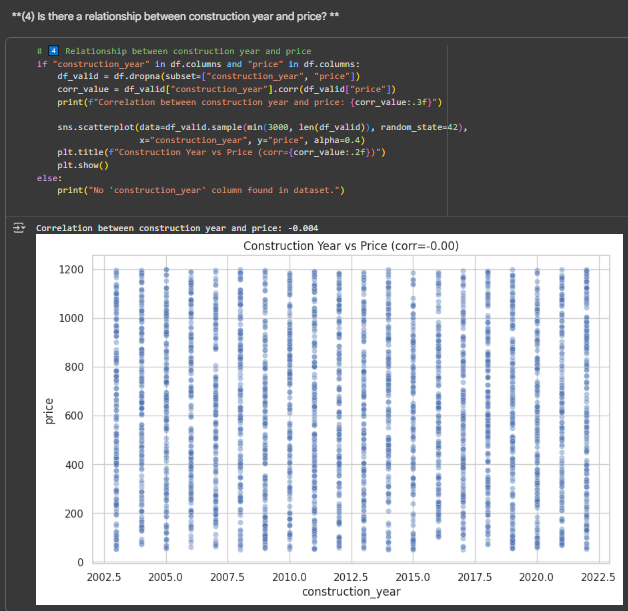 **(4) Is there a relationship between construction year and price? **
# 4️⃣ Relationship between construction year and price
if "construction_year" in df.columns and "price" in df.columns:
    df_valid = df.dropna(subset=["construction_year", "price"])
    corr_value = df_valid["construction_year"].corr(df_valid["price"])
    print(f"Correlation between construction year and price: {corr_value:.3f}")
    sns.scatterplot(data=df_valid.sample(min(3000, len(df_valid)), random_state=42),
                    x="construction_year", y="price", alpha=0.4)
    plt.title(f"Construction Year vs Price (corr={corr_value:.2f})")
    plt.show()
else:
    print("No 'construction_year' column found in dataset.")
Correlation between construction year and price: -0.004
Construction Year vs Price (corr=-0.00)
1200
1000
800
600
400
200
0
price
2002.5 2005.0 2007.5 2010.0 2012.5 2015.0 2017.5 2020.0 2022.5
construction_year